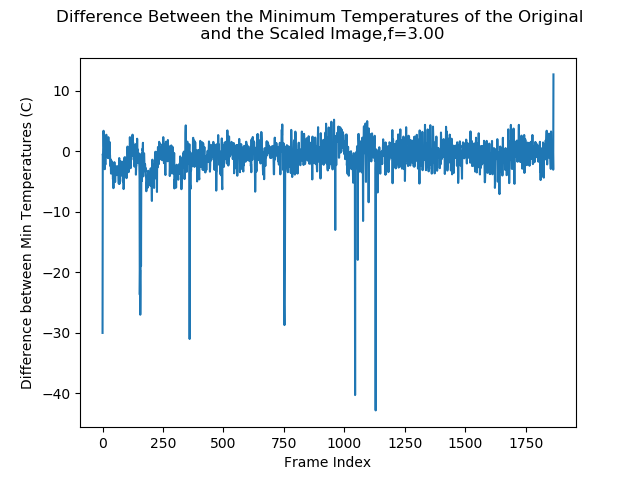 Difference Between the Minimum Temperatures of the Original
and the Scaled Image,f=3.00
Difference between Min Temperatures (C)
10
0
−10
−20
−30
−40
0 250 500 750 1000 1250 1500 1750
Frame Index